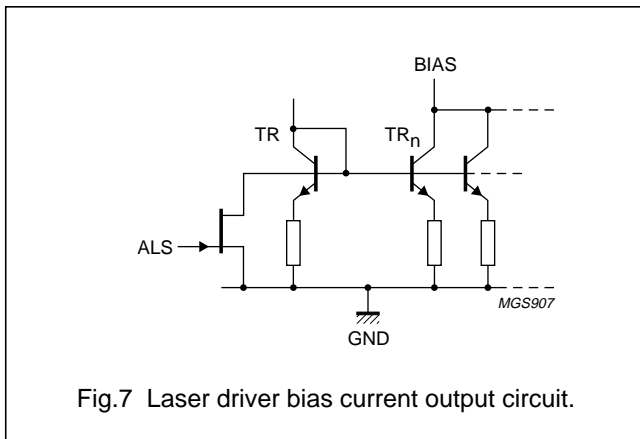 BIAS
TR
TRn
ALS
MGS907
GND
Fig.7 Laser driver bias current output circuit.